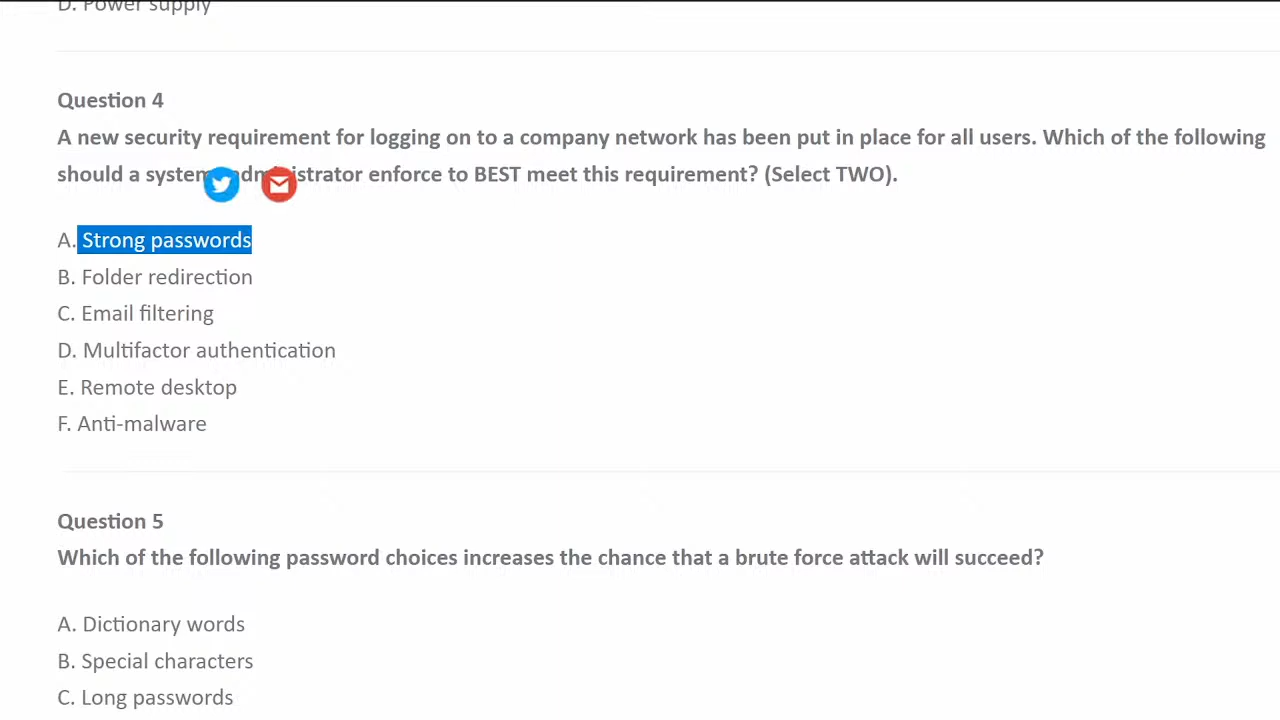 D. Power supply
Question 4
A new security requirement for logging on to a company network has been put in place for all users. Which of the following
should a system administrator enforce to BEST meet this requirement? (Select TWO).
A. Strong passwords
B. Folder redirection
C. Email filtering
D. Multifactor authentication
E. Remote desktop
F. Anti-malware
Question 5
Which of the following password choices increases the chance that a brute force attack will succeed?
A. Dictionary words
B. Special characters
C. Long passwords